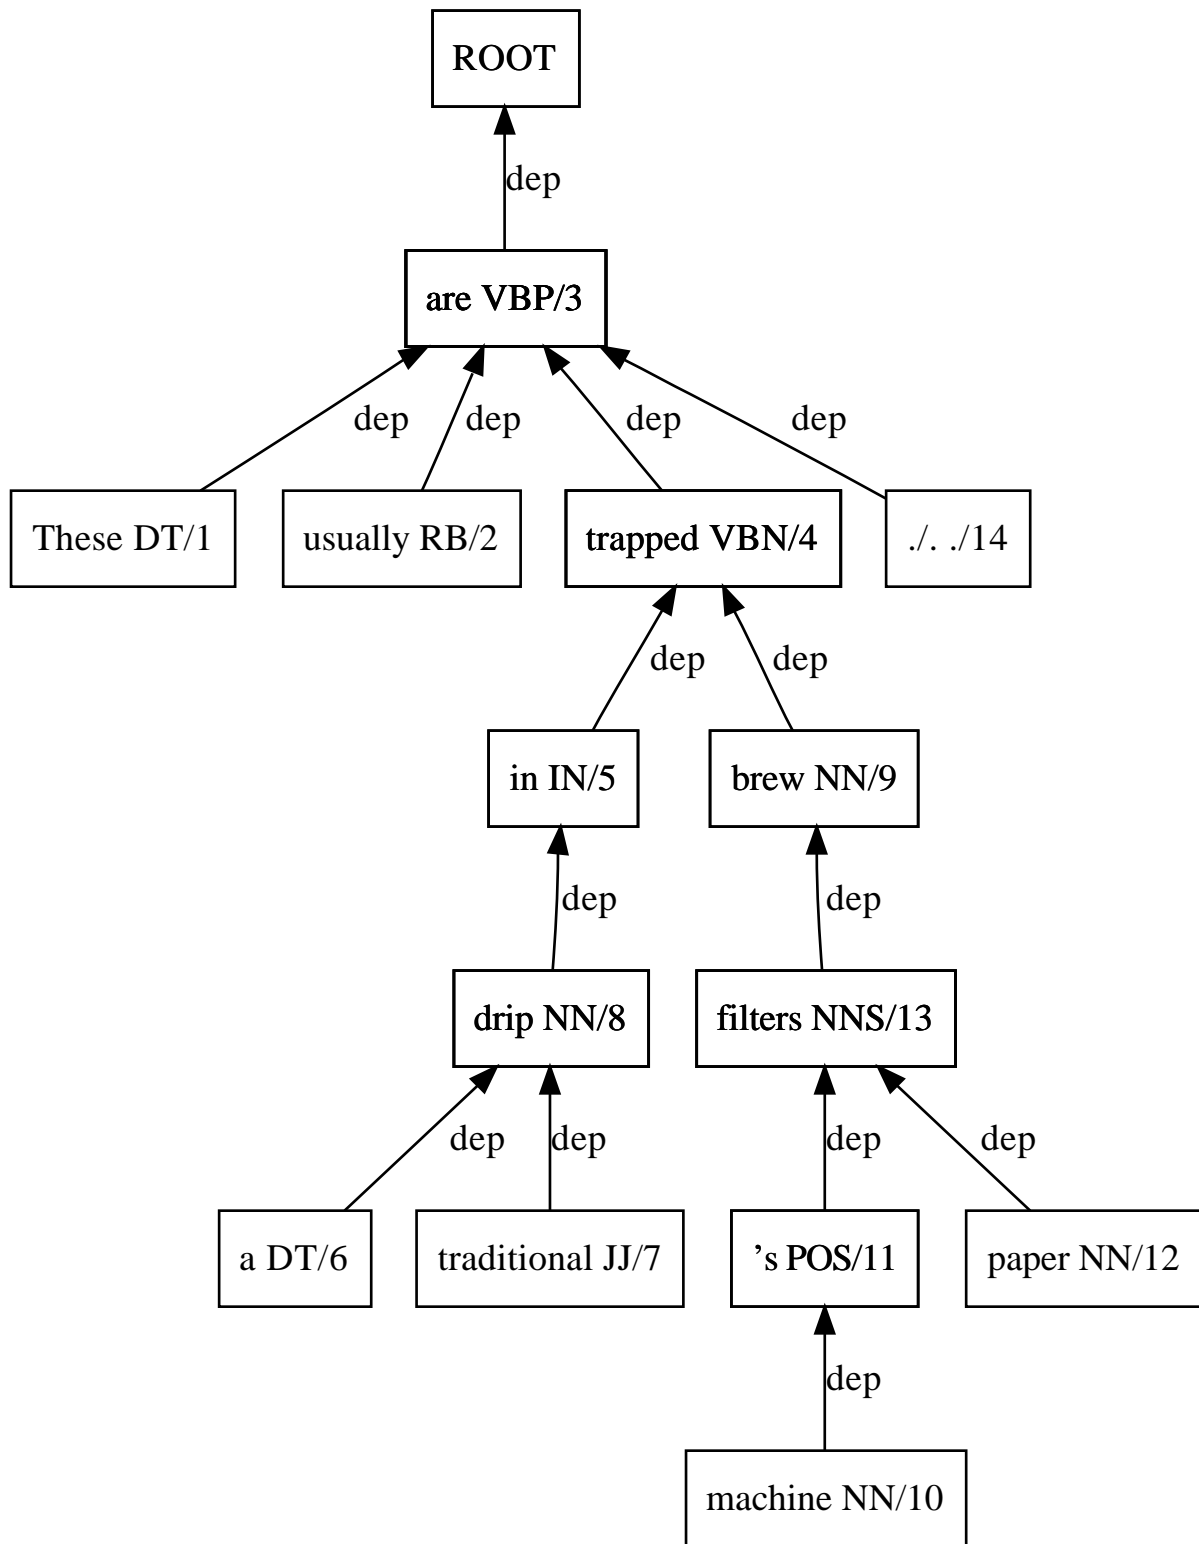 ROOT
dep
are VBP/3
dep dep dep dep
These DT/1 usually RB/2 trapped VBN/4 ./. ./14
dep dep
in IN/5 brew NN/9
dep dep
drip NN/8 filters NNS/13
dep dep dep dep
a DT/6 traditional JJ/7 ’s POS/11 paper NN/12
dep
machine NN/10